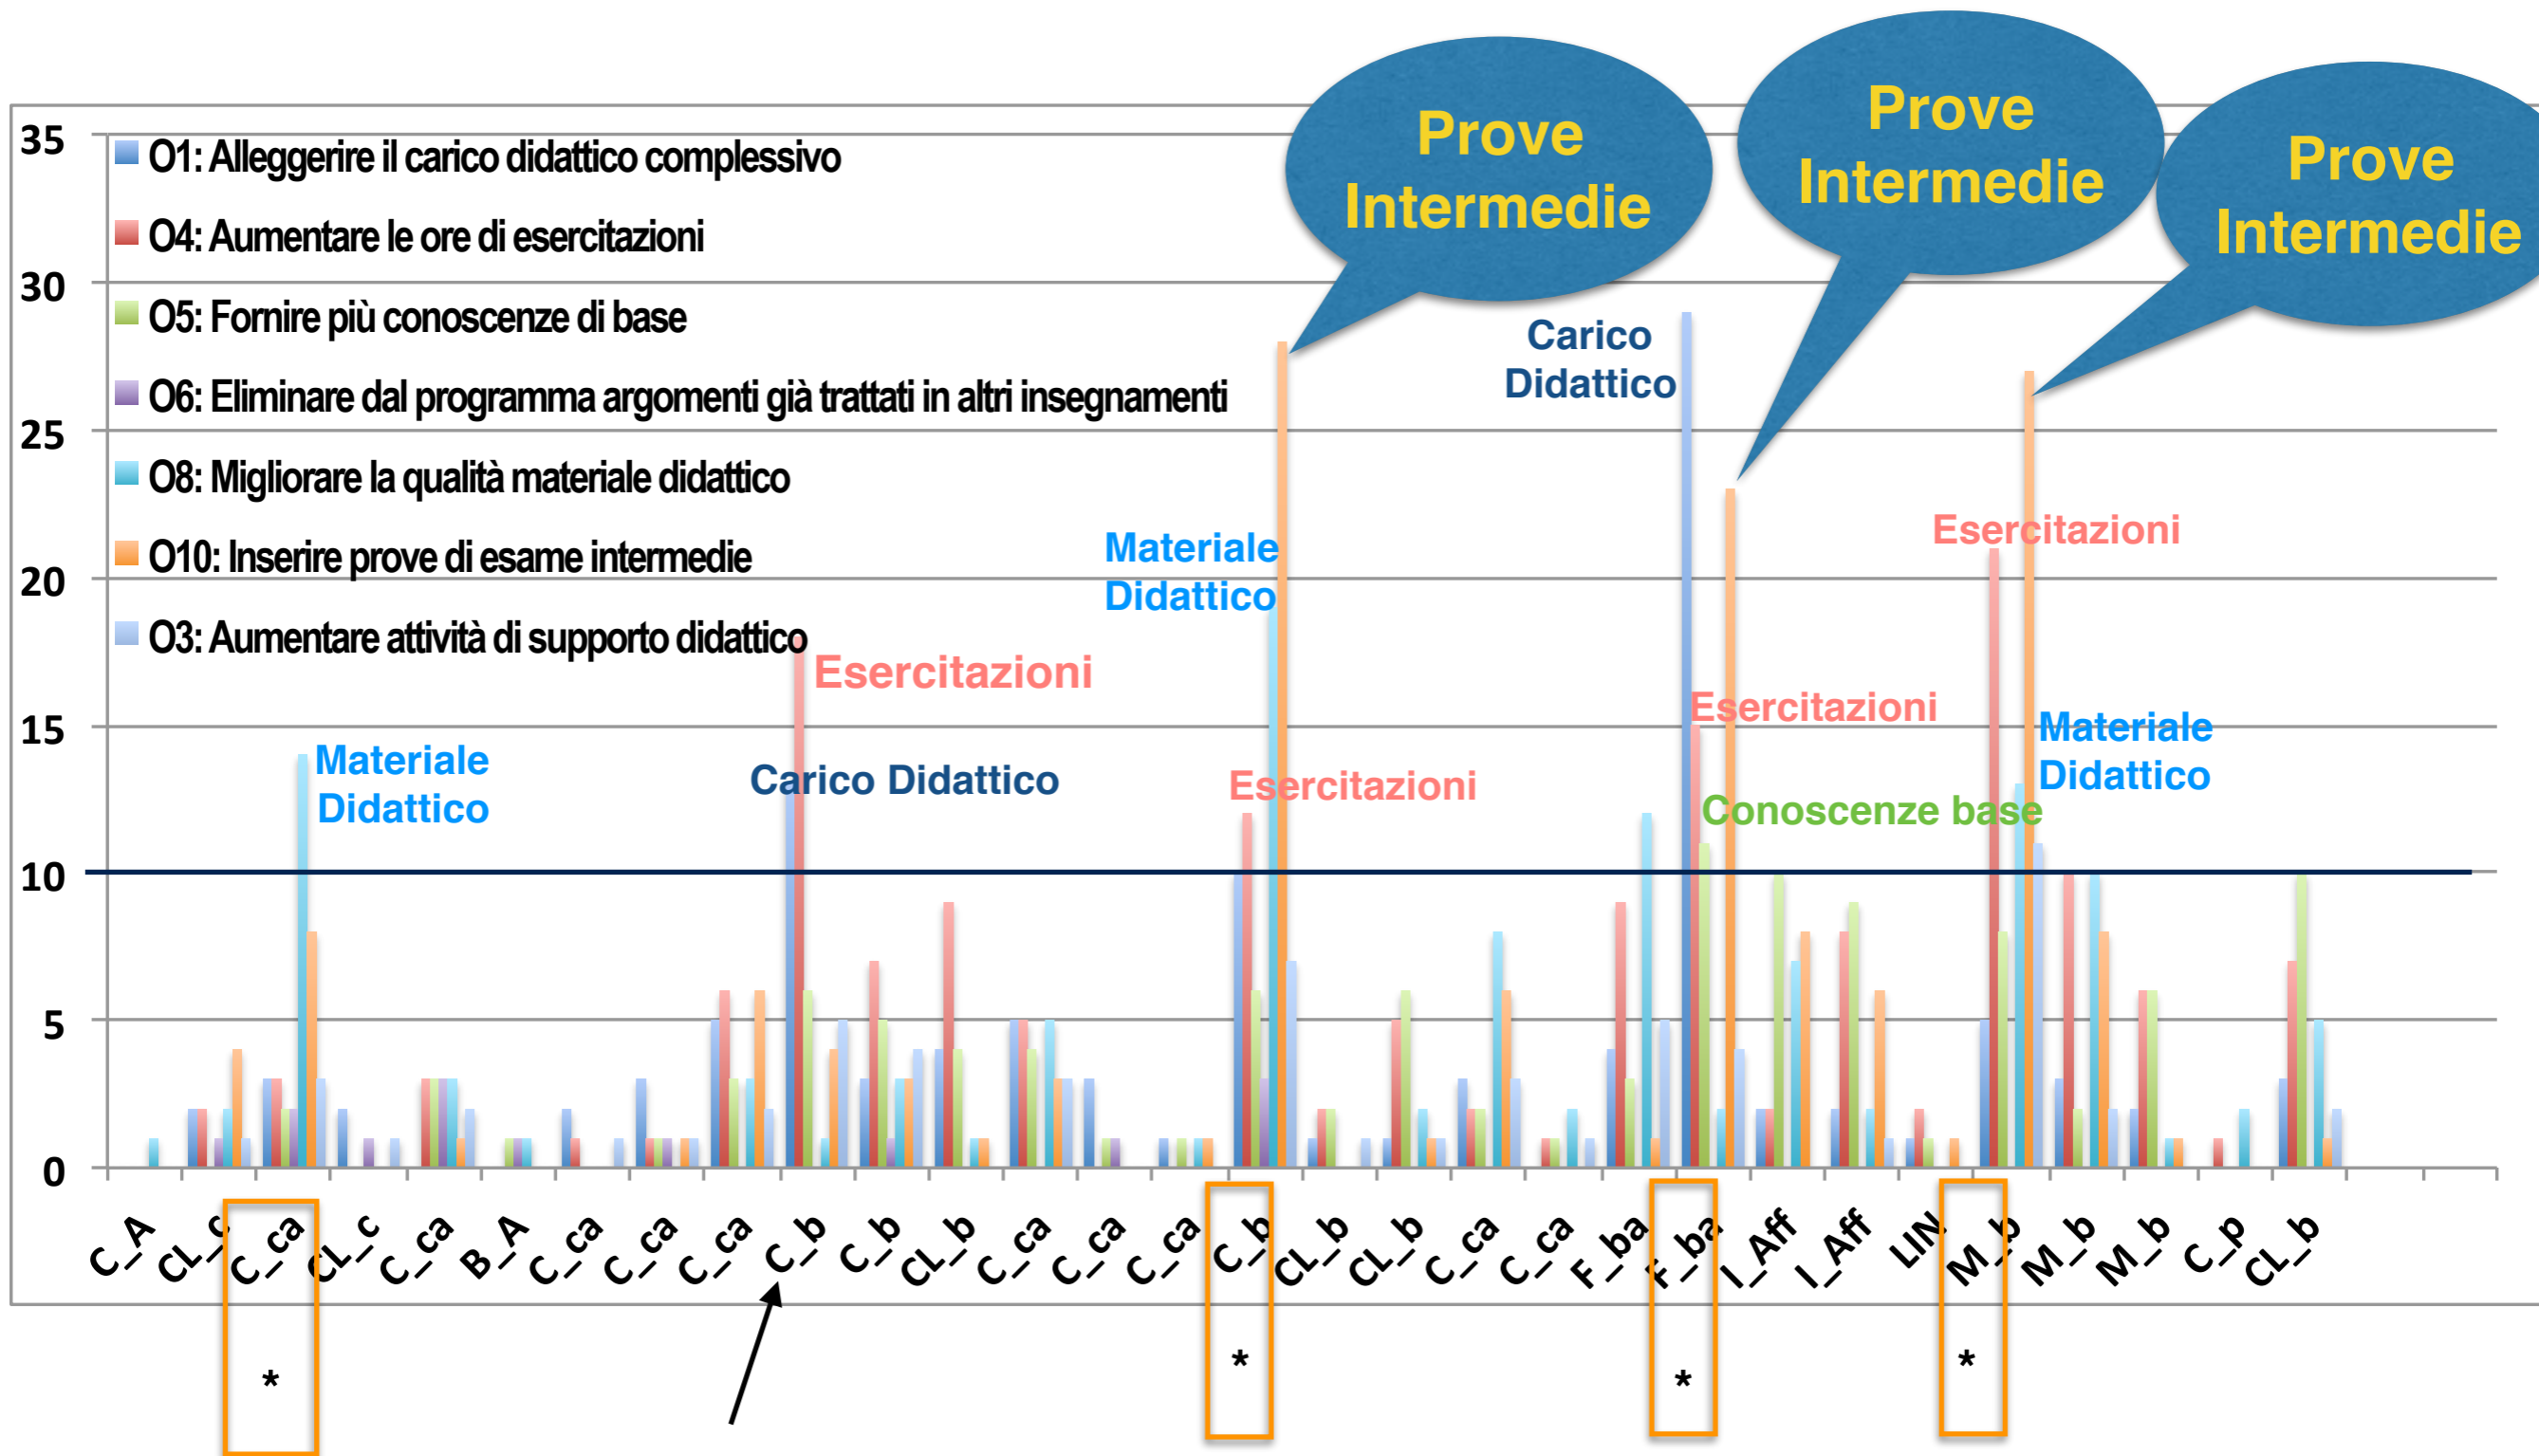 Prove
Intermedie
Prove
Intermedie
Prove
Intermedie
35
30
25
20
15
10
5
0
O1: Alleggerire il carico didattico complessivo
O4: Aumentare le ore di esercitazioni
O5: Fornire più conoscenze di base
O6: Eliminare dal programma argomenti già trattati in altri insegnamenti
O8: Migliorare la qualità materiale didattico
O10: Inserire prove di esame intermedie
O3: Aumentare attività di supporto didattico
Materiale
Didattico
Esercitazioni
Carico Didattico
Materiale
Didattico
Esercitazioni
Carico
Didattico
Esercitazioni
Conoscenze base
Esercitazioni
Materiale
Didattico
C_A
CL_c
C_ca
CL_c
C_ca
B_A
C_ca
C_ca
C_ca
C_b
C_b
CL_b
C_ca
C_ca
C_ca
C_b
CL_b
CL_b
C_ca
C_ca
F_ba
F_ba
I_Aff
I_Aff
LIN
M_b
M_b
M_b
C_p
CL_b
*
*
*
*